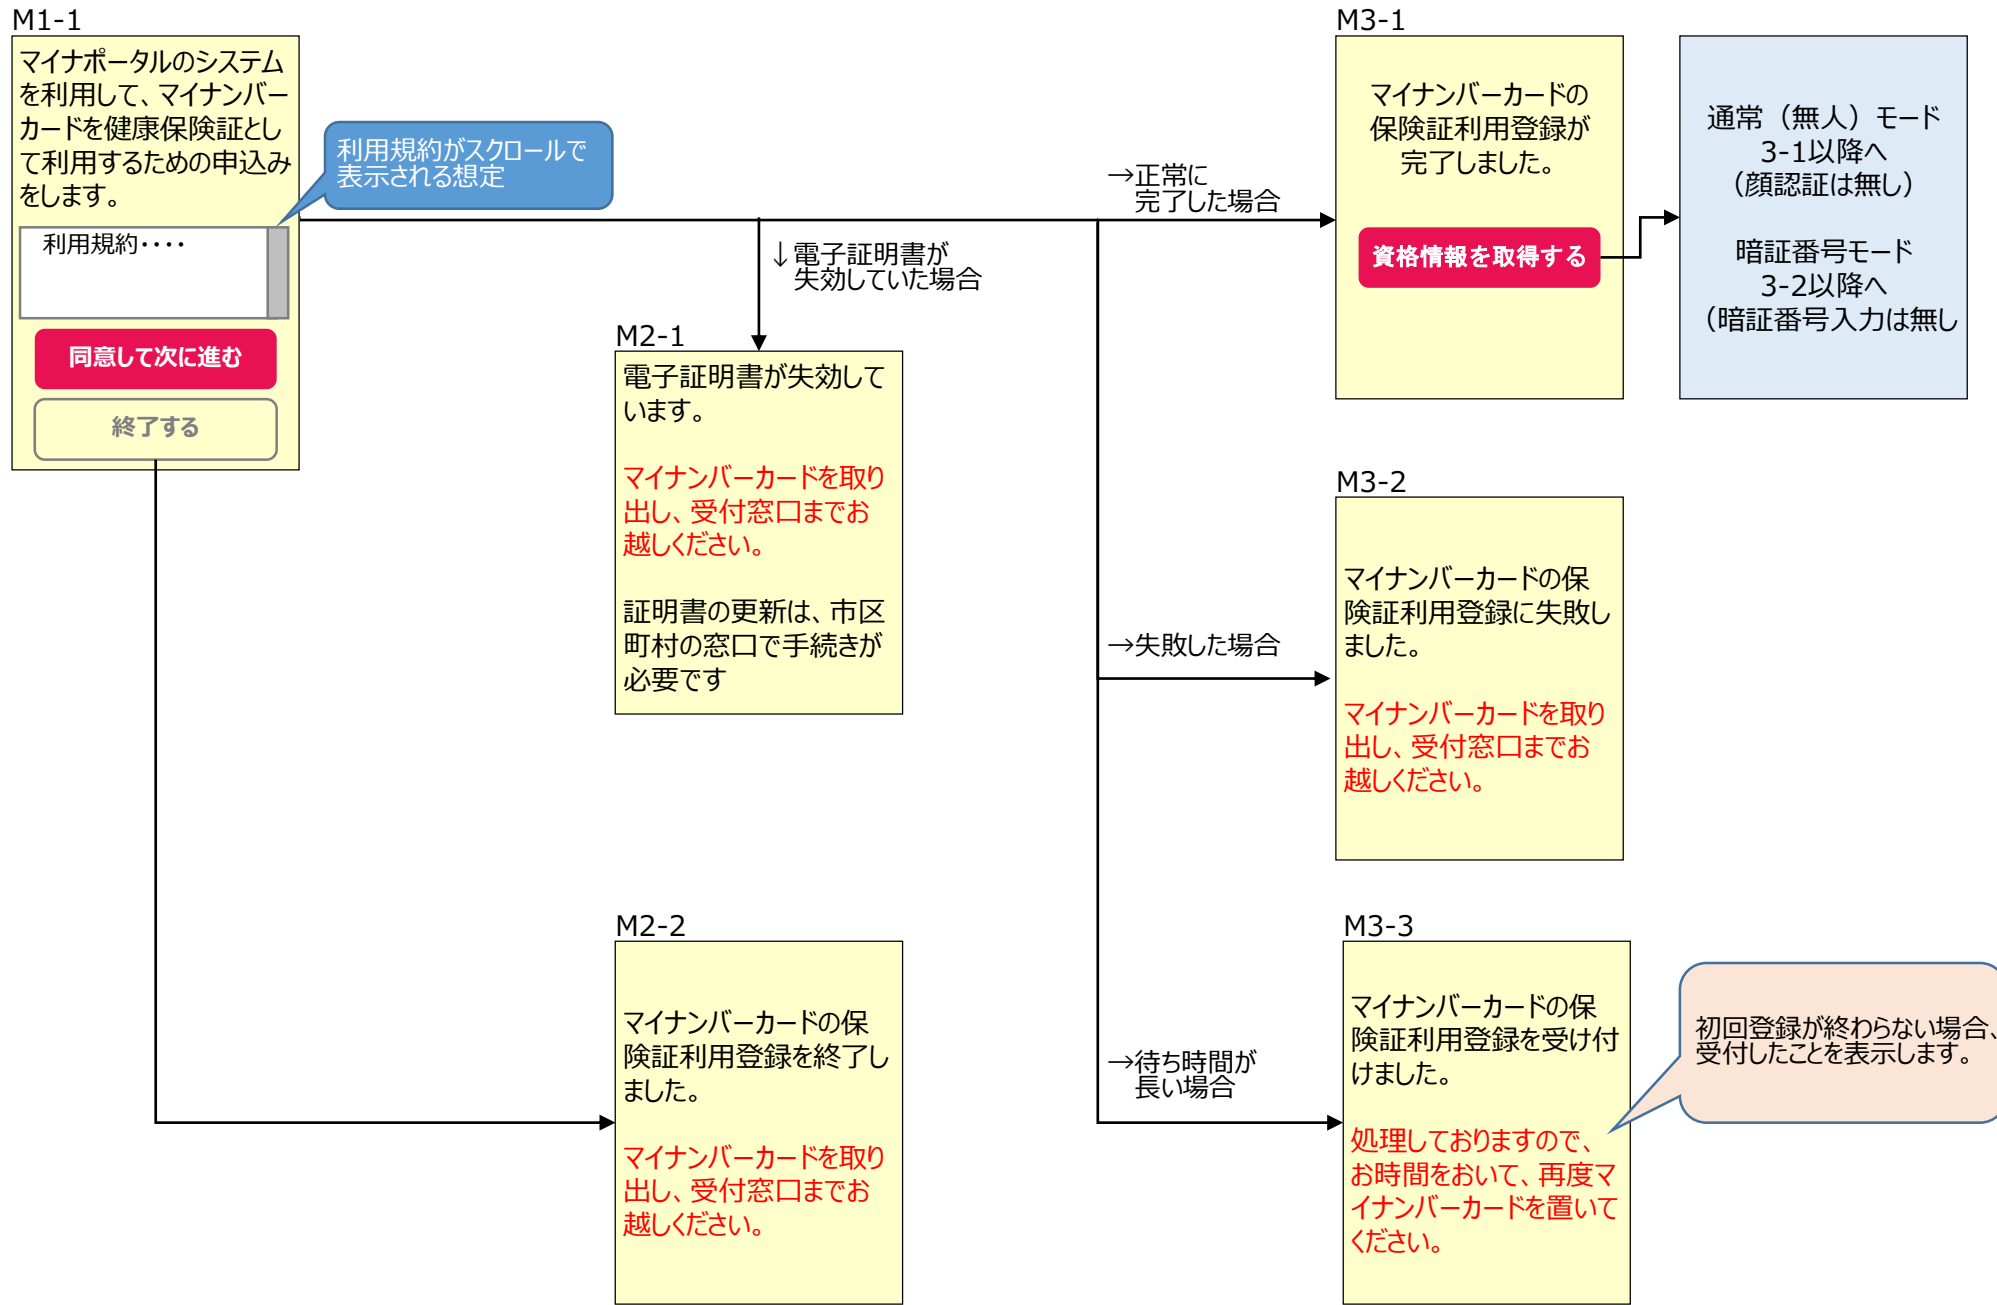 M1-1
マイナポータルのシステム
を利用して、マイナンバー
カードを健康保険証とし
て利用するための申込み
をします。
利用規約・・・・
同意して次に進む
終了する
利用規約がスクロールで
表示される想定
↓電子証明書が
失効していた場合
M2-1
電子証明書が失効して
います。
マイナンバーカードを取り
出し、受付窓口までお
越しください。
証明書の更新は、市区
町村の窓口で手続きが
必要です
M2-2
マイナンバーカードの保
険証利用登録を終了し
ました。
マイナンバーカードを取り
出し、受付窓口までお
越しください。
→正常に
完了した場合
M3-1
マイナンバーカードの
保険証利用登録が
完了しました。
資格情報を取得する
通常（無人）モード
3-1以降へ
（顔認証は無し）
暗証番号モード
3-2以降へ
（暗証番号入力は無し
→失敗した場合
M3-2
マイナンバーカードの保
険証利用登録に失敗し
ました。
マイナンバーカードを取り
出し、受付窓口までお
越しください。
→待ち時間が
長い場合
M3-3
マイナンバーカードの保
険証利用登録を受け付
けました。
処理しておりますので、
お時間をおいて、再度マ
イナンバーカードを置いて
ください。
初回登録が終わらない場合、
受付したことを表示します。